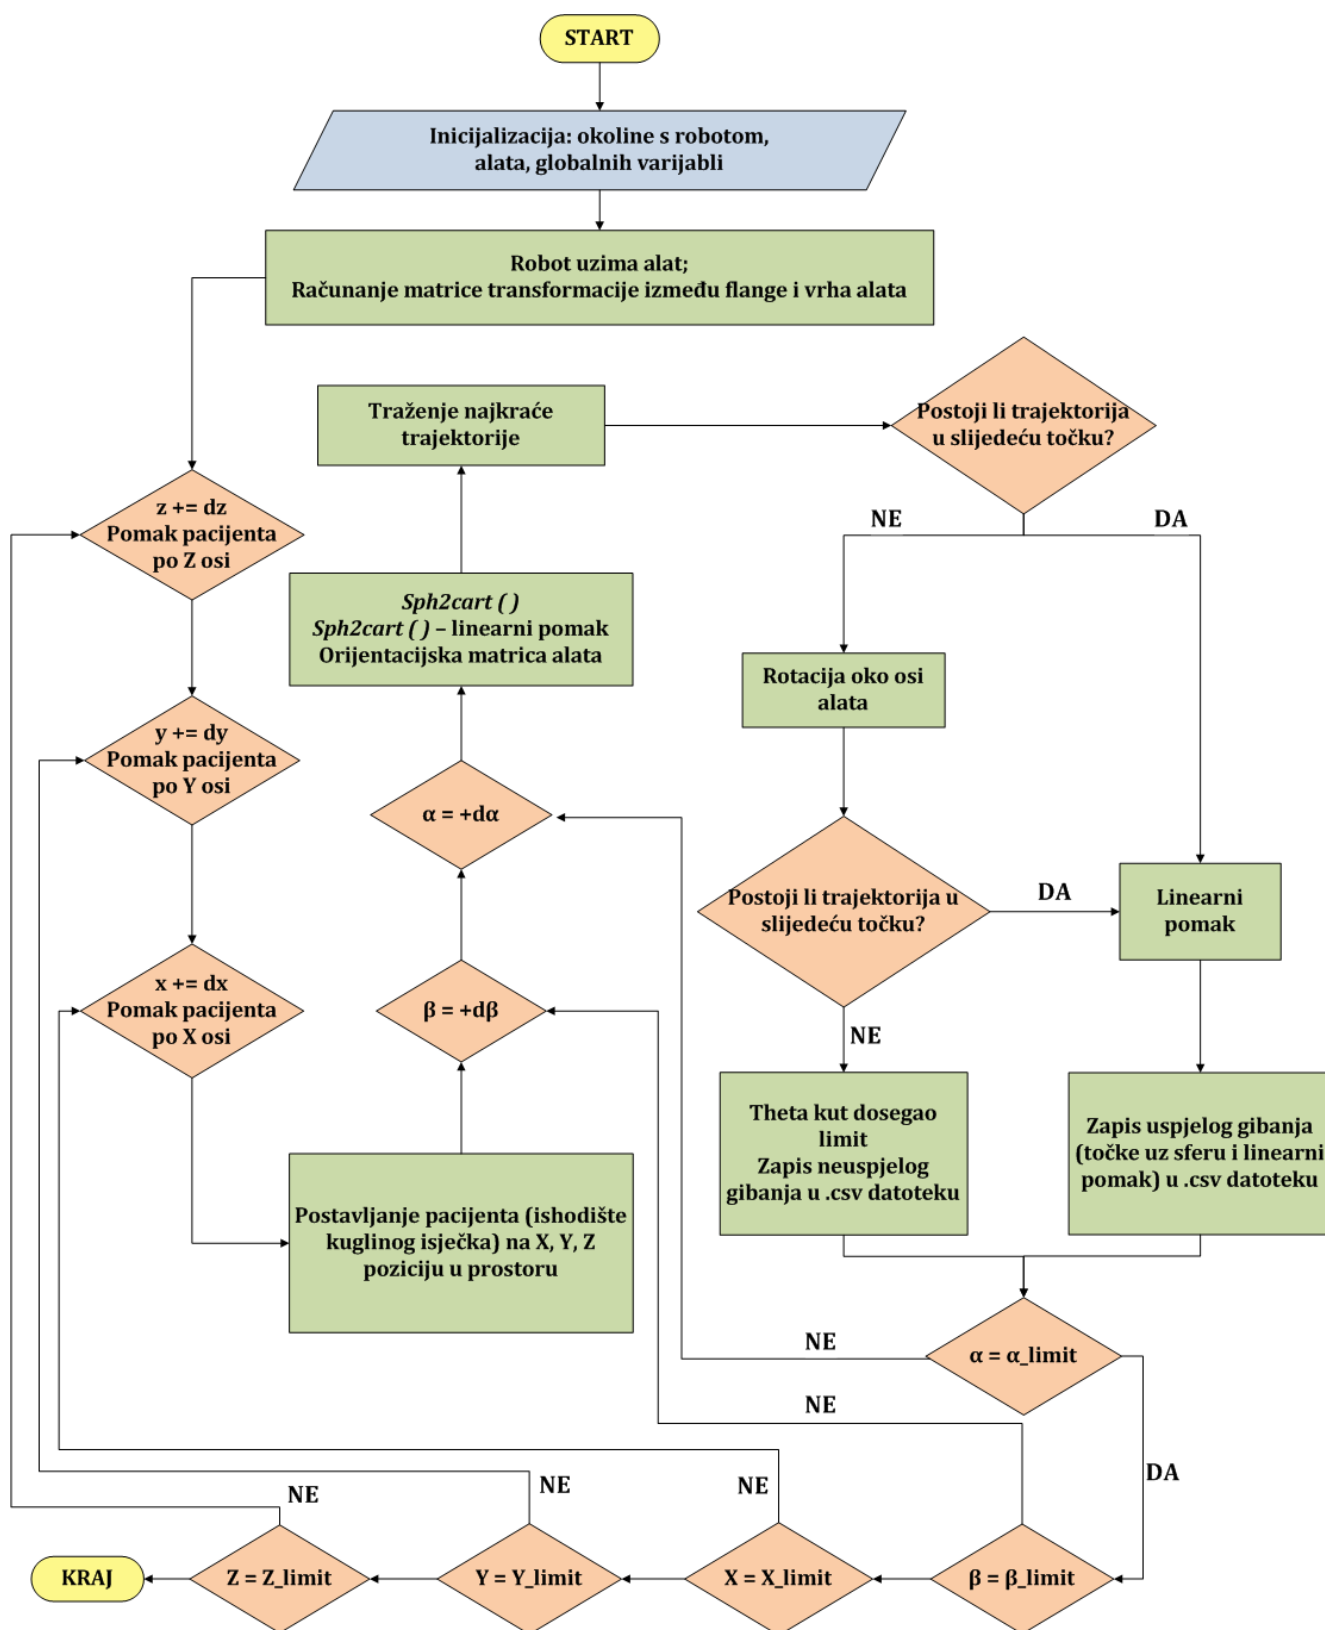 START
Inicijalizacija: okoline s robotom,
alata, globalnih varijabli
Robot uzima alat;
Računanje matrice transformacije između flange i vrha alata
Traženje najkraće
trajektorije
Postoji li trajektorija
u slijedeću točku?
NE
DA
z += dz
Pomak pacijenta
po Z osi
Sph2cart ( )
Sph2cart ( ) – linearni pomak
Orijentacijska matrica alata
Rotacija oko osi
alata
y += dy
Pomak pacijenta
po Y osi
α = +dα
Postoji li trajektorija u
slijedeću točku?
DA
Linearni
pomak
x += dx
Pomak pacijenta
po X osi
β = +dβ
NE
Theta kut dosegao
limit
Zapis neuspjelog
gibanja u .csv datoteku
Zapis uspjelog gibanja
(točke uz sferu i linearni
pomak) u .csv datoteku
Postavljanje pacijenta (ishodište
kuglinog isječka) na X, Y, Z
poziciju u prostoru
NE
α = α_limit
NE
DA
NE
NE
NE
KRAJ
Z = Z_limit
Y = Y_limit
X = X_limit
β = β_limit